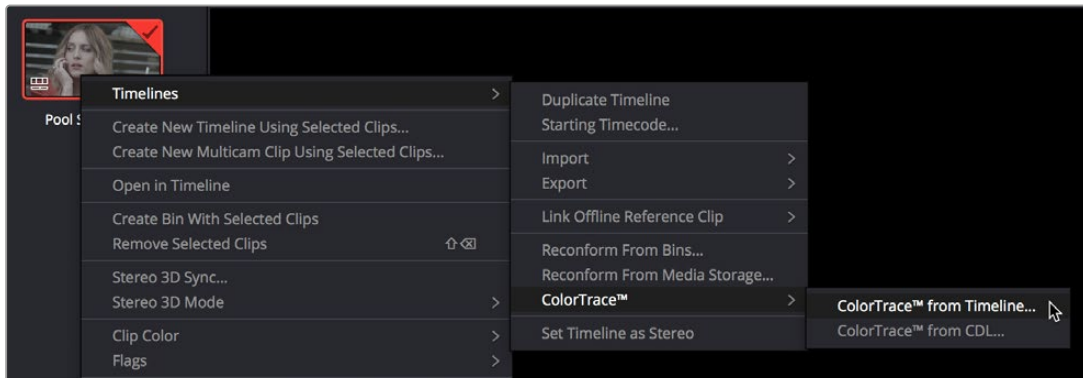 Pool S
Timelines
Create New Timeline Using Selected Clips...
Create New Multicam Clip Using Selected Clips...
Open in Timeline
Create Bin With Selected Clips
Remove Selected Clips ⇧⌫
Stereo 3D Sync...
Stereo 3D Mode
Clip Color
Flags
Duplicate Timeline
Starting Timecode...
Import
Export
Link Offline Reference Clip
Reconform From Bins...
Reconform From Media Storage...
ColorTrace™
Set Timeline as Stereo
ColorTrace™ from Timeline...
ColorTrace™ from CDL...